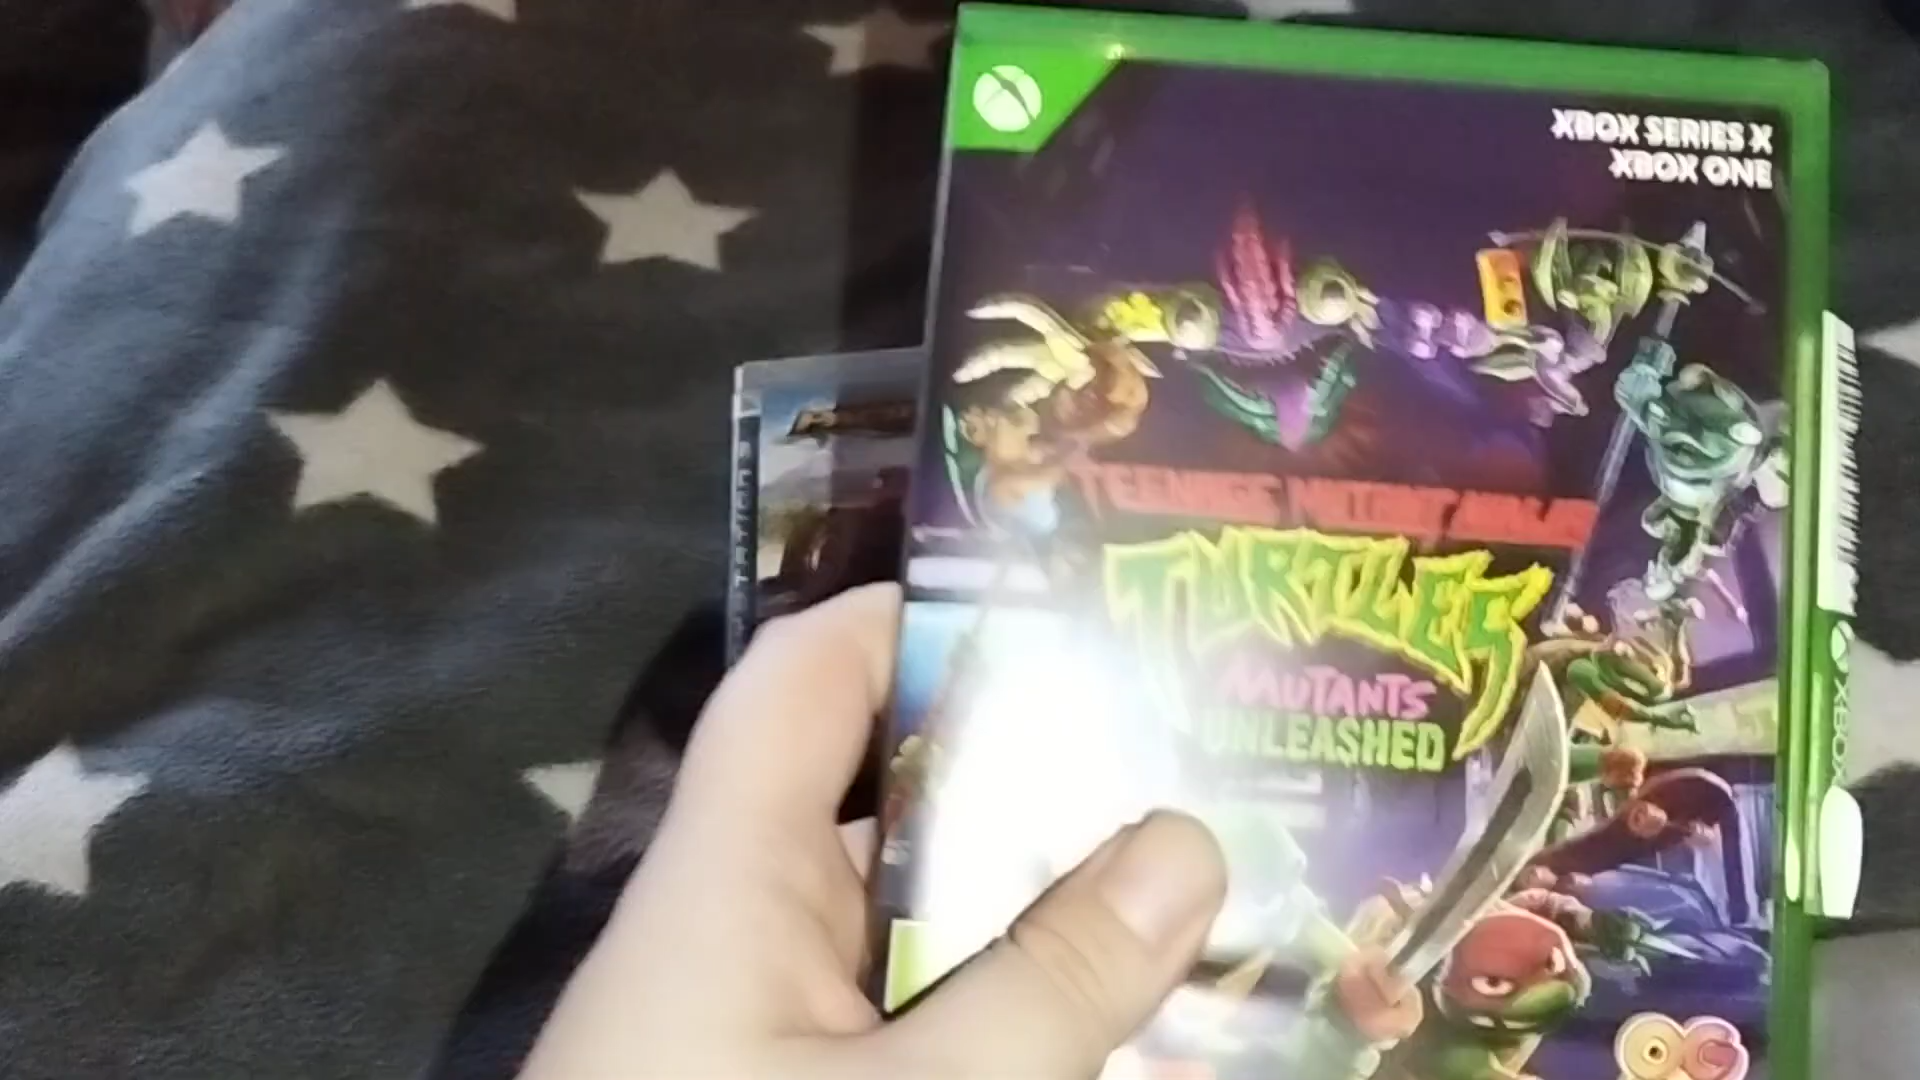 XBOX SERIES X
XBOX ONE
TEENAGE MUTANT NINJA
TURTLES
MUTANTS
UNLEASHED
XBOX